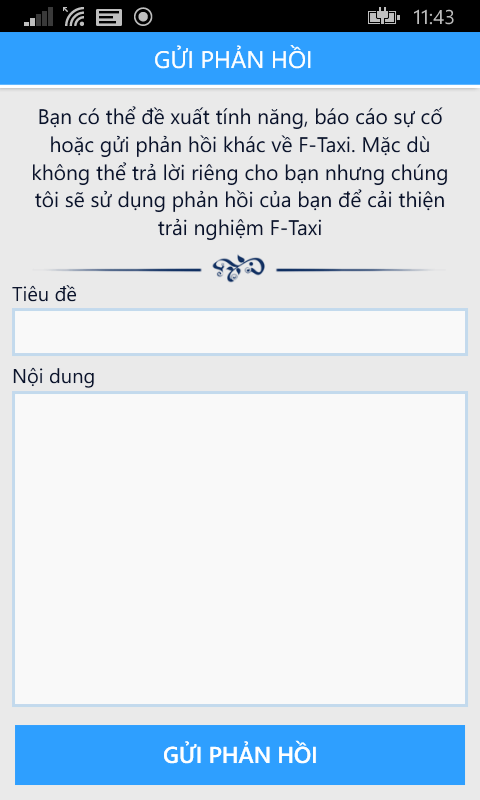 11:43
GỬI PHẢN HỒI
Bạn có thể đề xuất tính năng, báo cáo sự cố
hoặc gửi phản hồi khác về F-Taxi. Mặc dù
không thể trả lời riêng cho bạn nhưng chúng
tôi sẽ sử dụng phản hồi của bạn để cải thiện
trải nghiệm F-Taxi
Tiêu đề
Nội dung
GỬI PHẢN HỒI